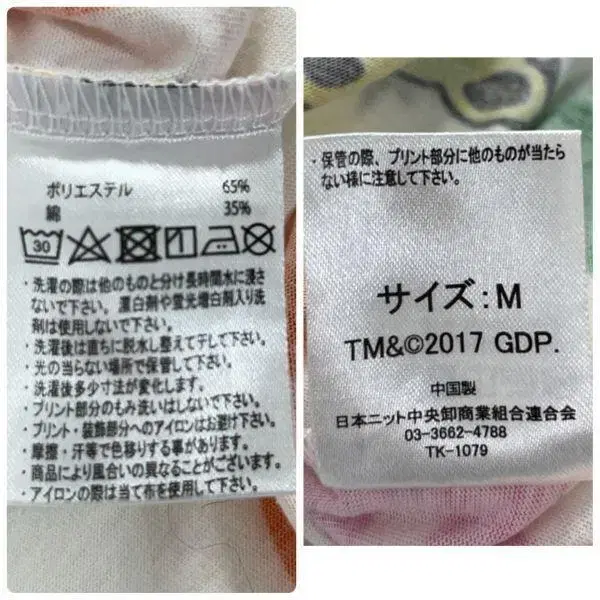 ポリエステル 65%
綿 35%
30
・洗濯の際は他のものと分け長時間水に浸さ
ないで下さい。漂白剤や蛍光増白剤入り洗
剤は使用しないで下さい。
・洗濯後は直ちに脱水し整えて干して下さい。
・光の当らない場所で保管して下さい。
・洗濯後多少寸法が変化します。
・プリント部分のもみ洗いはしないで下さい。
・プリント・装飾部分へのアイロンはお避け下さい。
・摩擦・汗等で色移りする事があります。
・商品により風合いの異なることがございます。
・アイロンの際は当て布を使用して下さい。
・保管の際、プリント部分に他のものが当たら
ない様に注意して下さい。
サイズ:M
TM&©2017 GDP.
中国製
日本ニット中央卸商業組合連合会
03-3662-4788
TK-1079